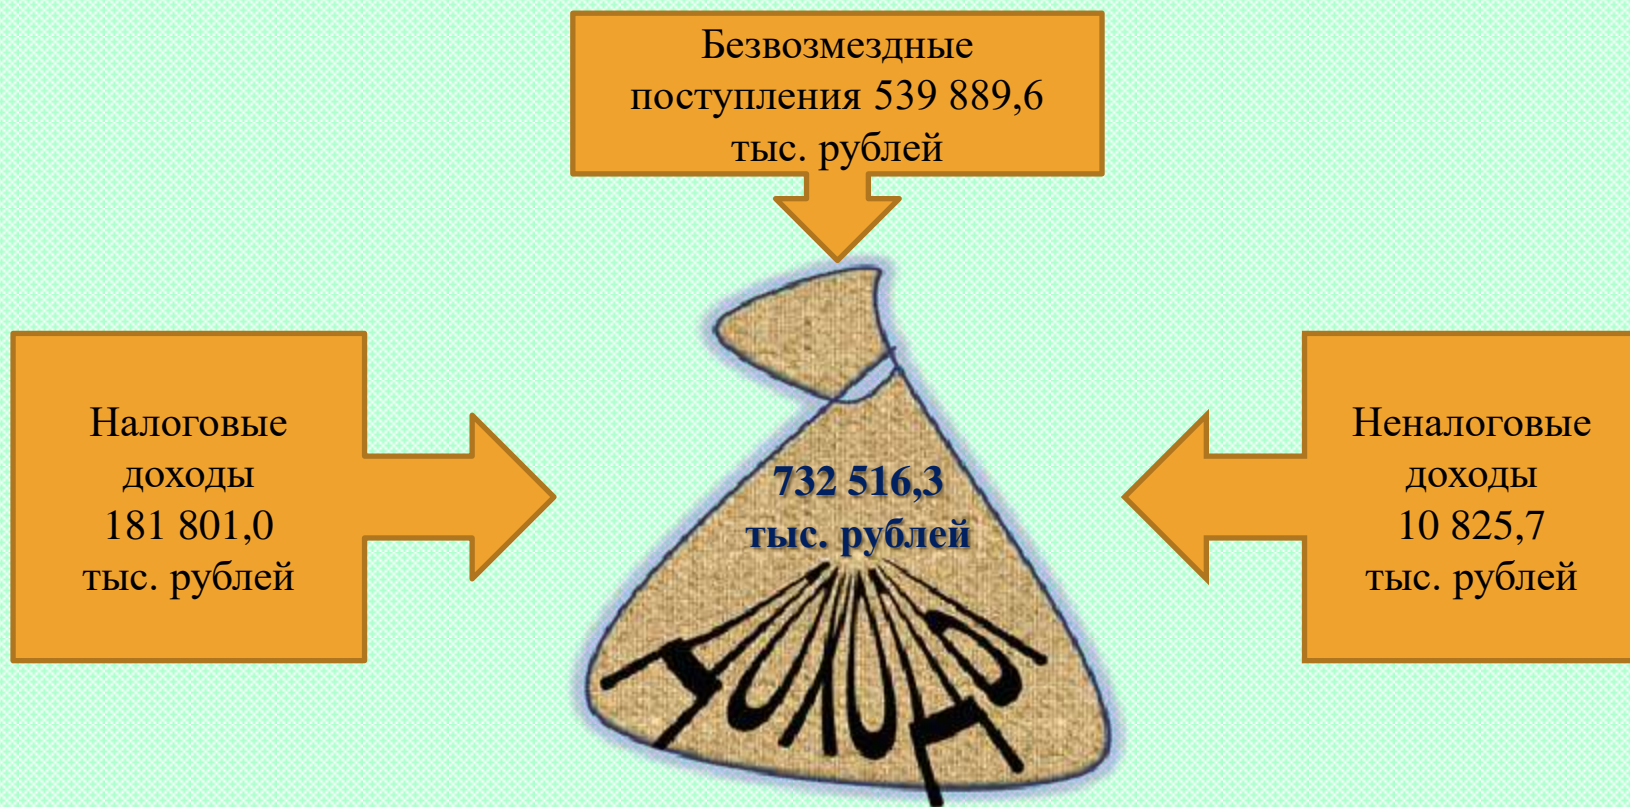 Безвозмездные
поступления 539 889,6
тыс. рублей
Налоговые
доходы
181 801,0
тыс. рублей
732 516,3
тыс. рублей
ДОХОДЫ
Неналоговые
доходы
10 825,7
тыс. рублей